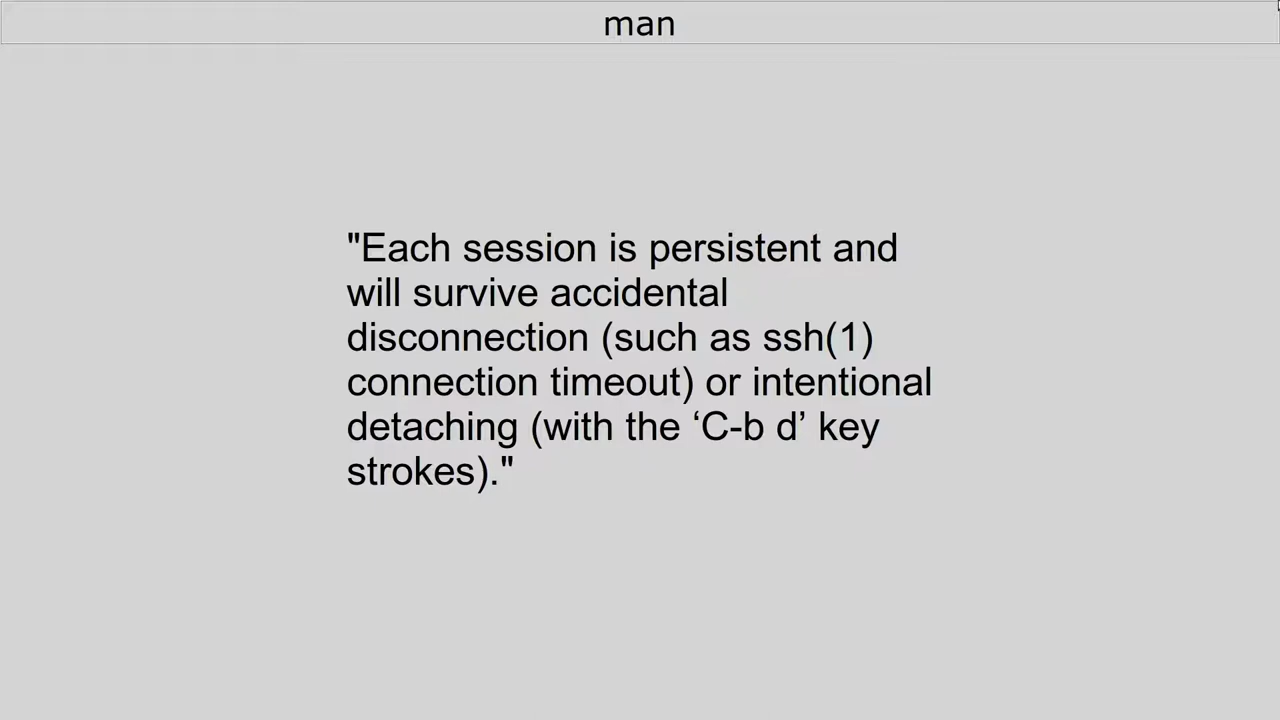 man
"Each session is persistent and
will survive accidental
disconnection (such as ssh(1)
connection timeout) or intentional
detaching (with the ‘C-b d’ key
strokes)."